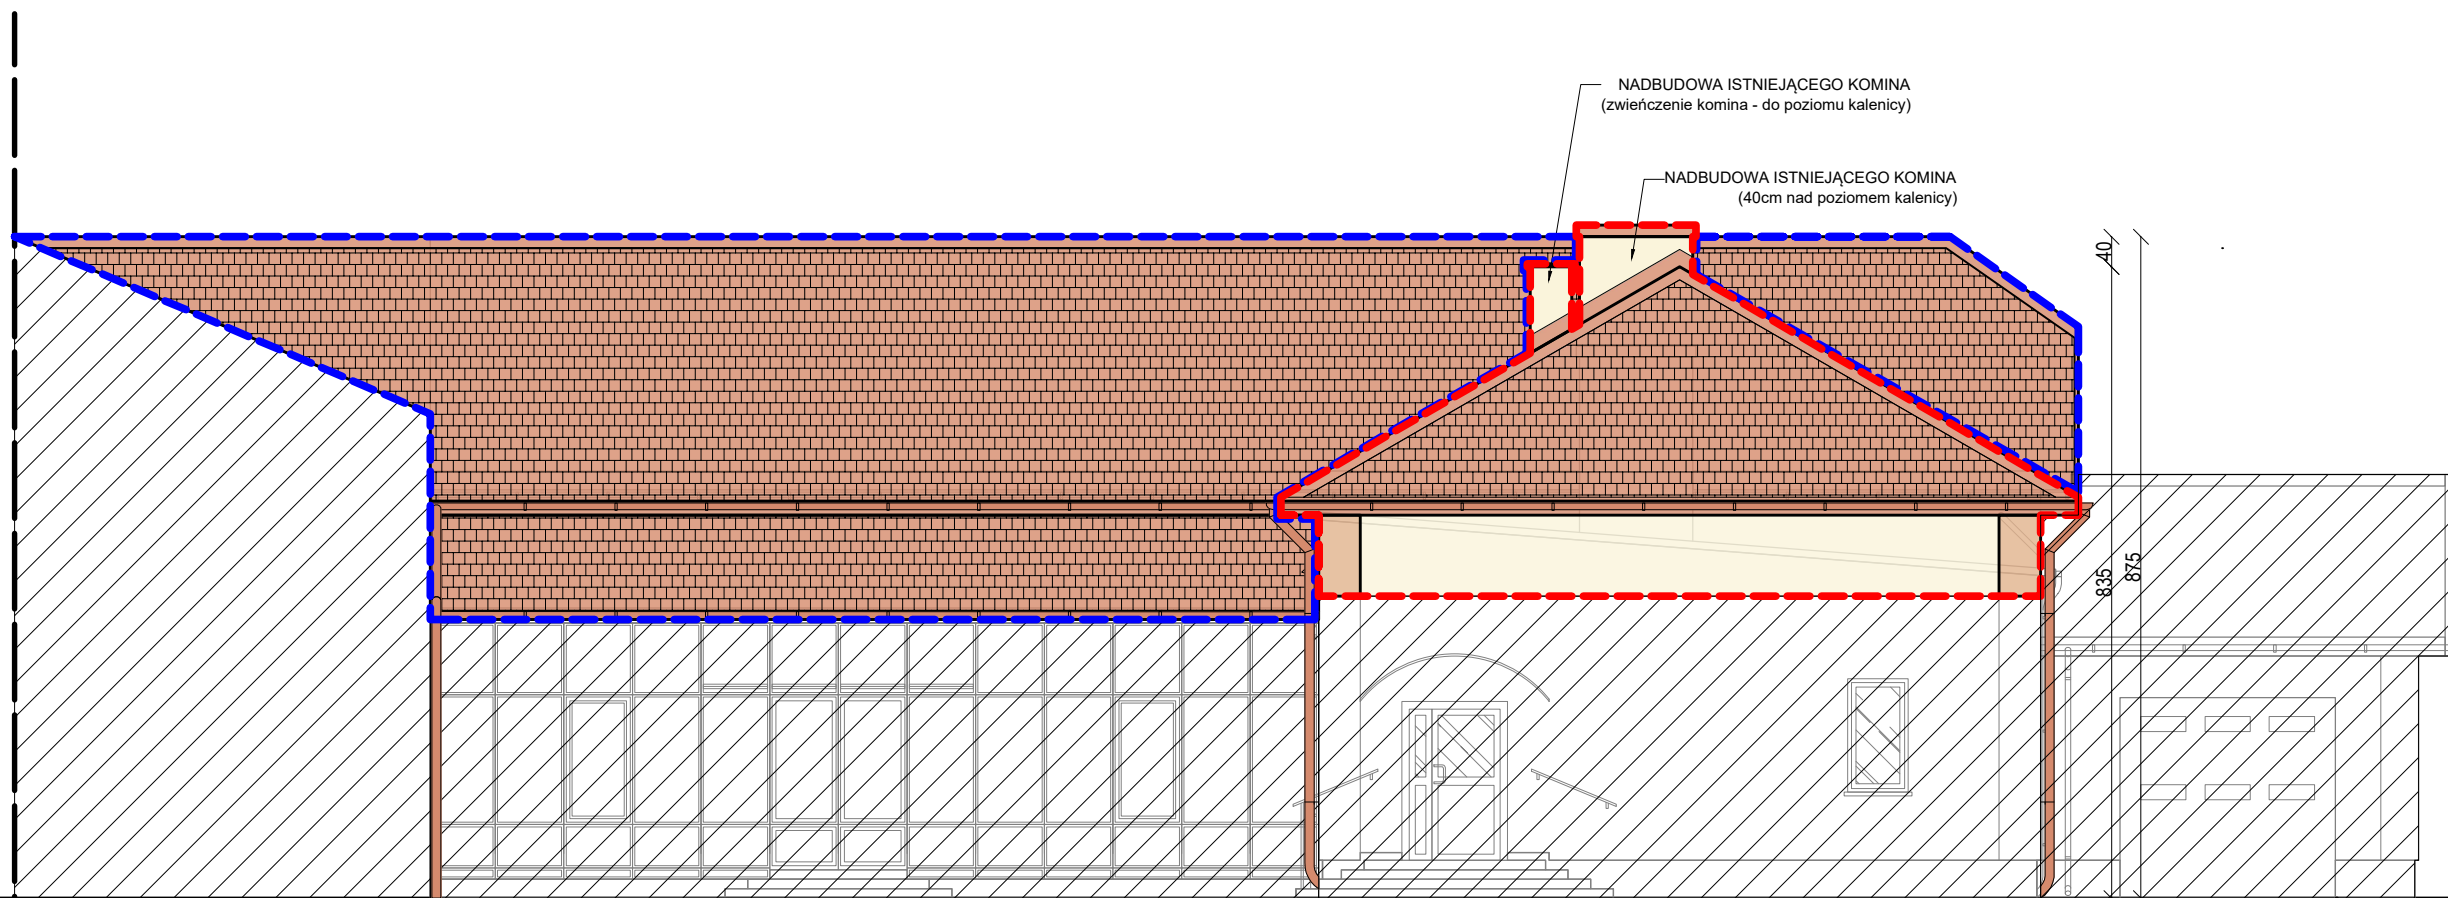 NADBUDOWA ISTNIEJĄCEGO KOMINA
(zwieńczenie komina - do poziomu kalenicy)
NADBUDOWA ISTNIEJĄCEGO KOMINA
(40cm nad poziomem kalenicy)
40
835
875